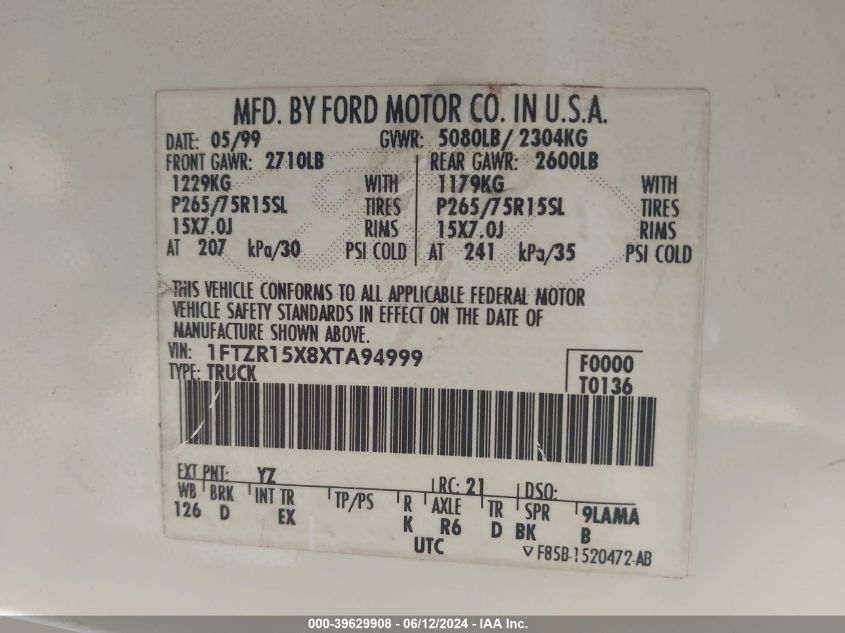 MFD. BY FORD MOTOR CO. IN U.S.A.
DATE: 05/99 GVWR: 5080LB/ 2304KG
FRONT GAWR: 2710LB REAR GAWR: 2600LB
1229KG WITH 1179KG WITH
P265/75R15SL TIRES P265/75R15SL TIRES
15X7.0J RIMS 15X7.0J RIMS
AT 207 kPa/30 PSI COLD AT 241 kPa/35 PSI COLD
THIS VEHICLE CONFORMS TO ALL APPLICABLE FEDERAL MOTOR
VEHICLE SAFETY STANDARDS IN EFFECT ON THE DATE OF
MANUFACTURE SHOWN ABOVE.
VIN: 1FTZR15X8XTA94999 F0000
TYPE: TRUCK T0136
EXT PNT: YZ RC: 21 DSO:
WB BRK INT TR TP/PS R AXLE TR SPR 9LAMA
126 D EX K R6 D BK B
UTC F85B-1520472-AB
000-39629908 - 06/12/2024 - IAA Inc.